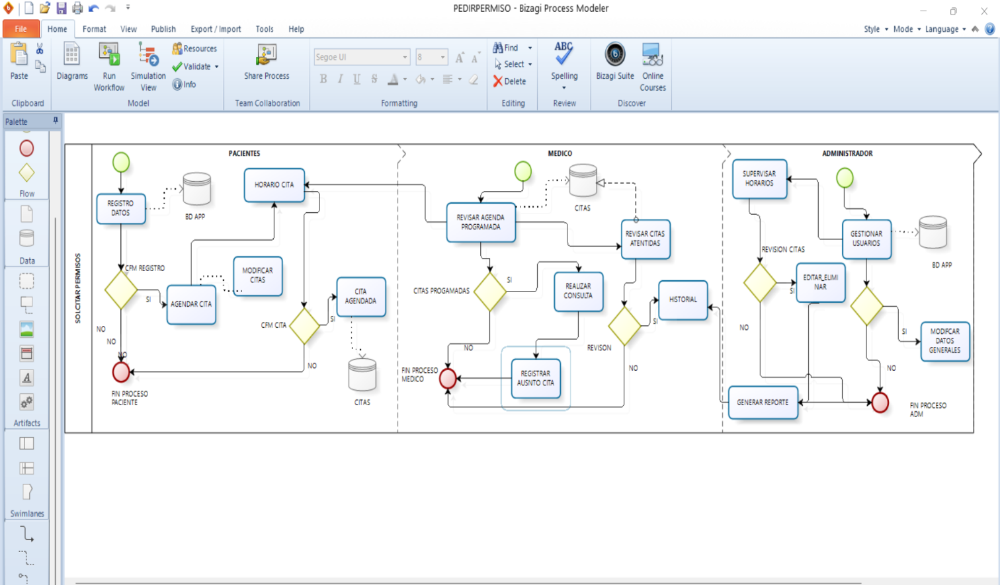 PEDIRPERMISO - Bizagi Process Modeler
File
Home
Format
View
Publish
Export / Import
Tools
Help
Style
Mode
Language
Paste
Clipboard
Diagrams
Run
Workflow
Simulation
View
Resources
Validate
Info
Model
Share Process
Team Collaboration
Segoe UI
8
A
A
B
I
U
S
A
Formatting
Find
Select
Delete
Editing
ABC
Spelling
Review
Bizagi Suite
Online
Courses
Discover
Palette
Flow
Data
A
Artifacts
Swimlanes
SOLCITAR PERMISOS
PACIENTES
REGISTRO
DATOS
BD APP
HORARIO CITA
CFM REGISTRO
SI
AGENDAR CITA
MODIFICAR
CITAS
CITA
AGENDADA
CFM CITA
SI
NO
NO
NO
NO
FIN PROCESO
PACIENTE
CITAS
MEDICO
CITAS
REVISAR AGENDA
PROGRAMADA
REVISAR CITAS
ATENTIDAS
CITAS PROGAMADAS
SI
REALIZAR
CONSULTA
HISTORIAL
SI
REVISON
NO
NO
FIN PROCESO
MEDICO
REGISTRAR
AUSNTO CITA
ADMINISTRADOR
SUPERVISAR
HORARIOS
GESTIONAR
USUARIOS
BD APP
REVISION CITAS
SI
EDITAR_ELIMI
NAR
NO
SI
MODIFCAR
DATOS
GENERALES
NO
GENERAR REPORTE
FIN PROCESO
ADM